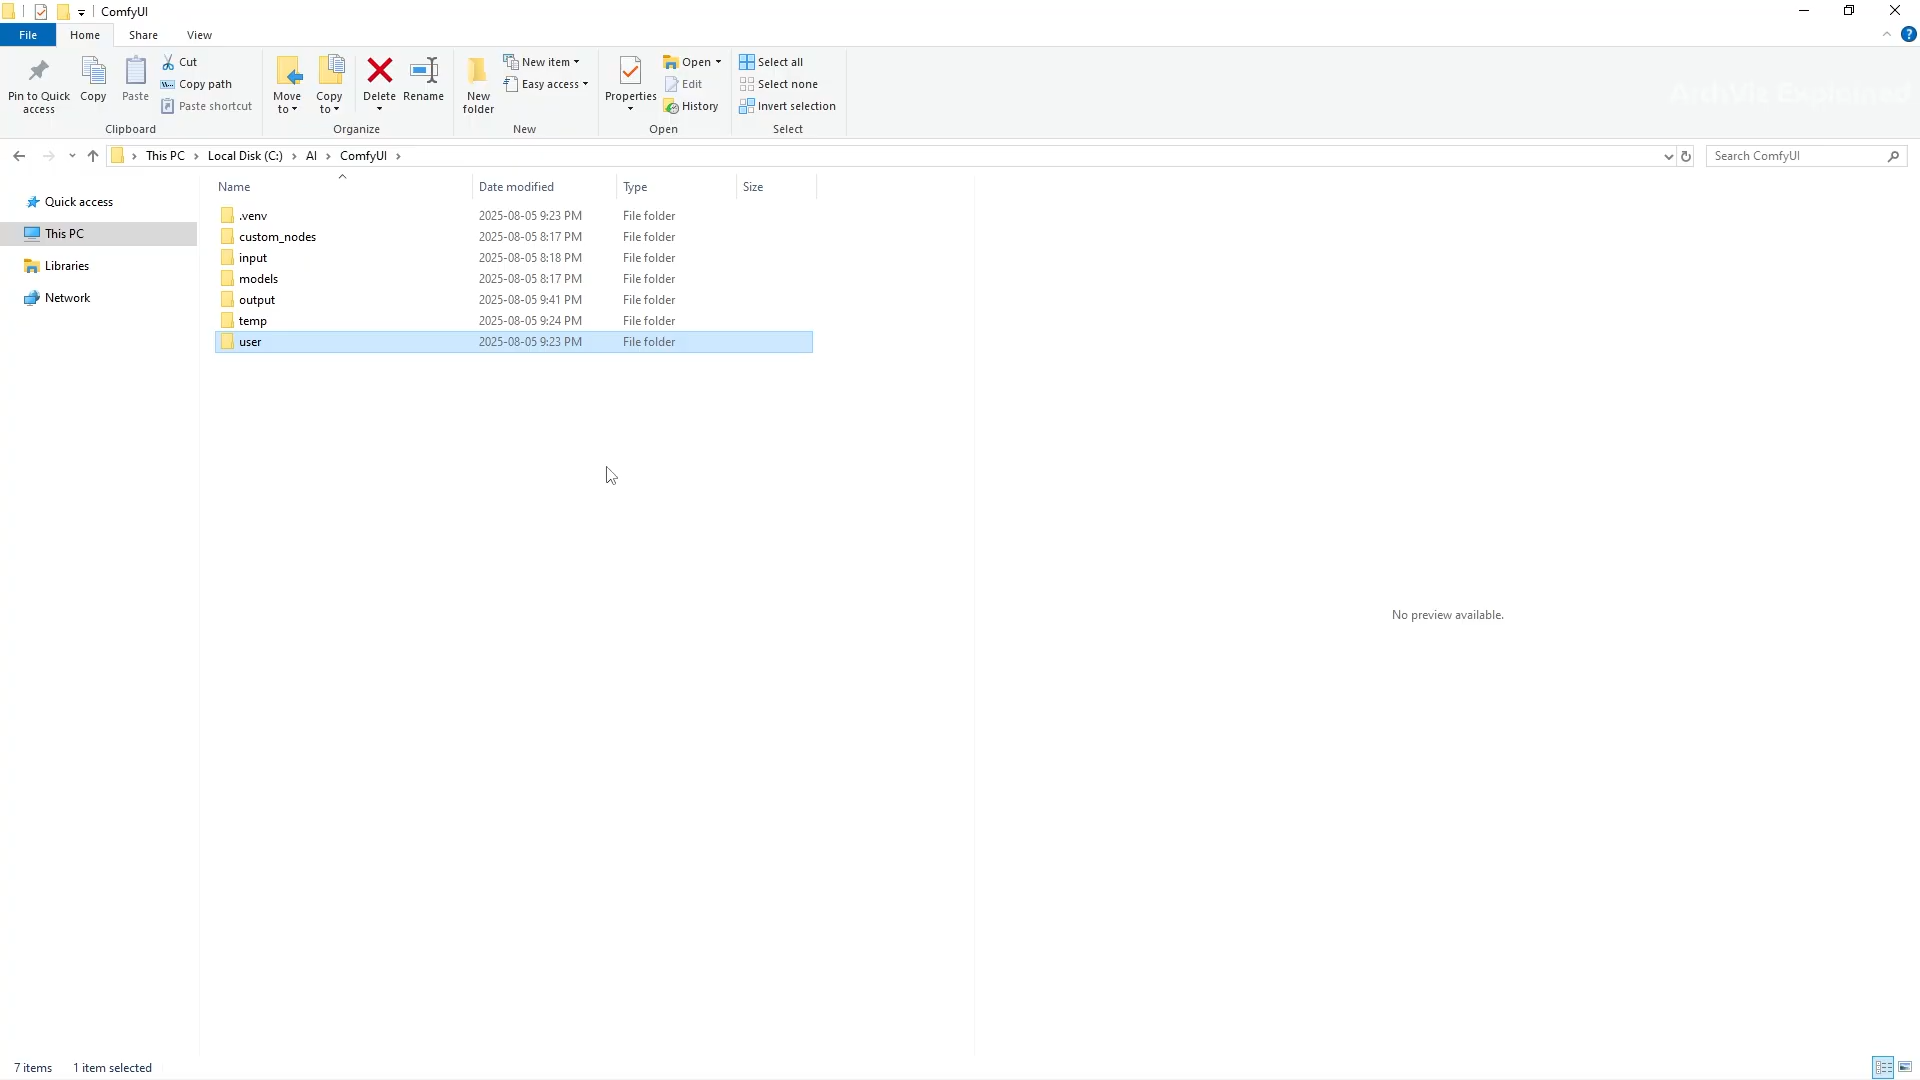 ComfyUI
File Home Share View
Pin to Quick access
Copy
Paste
Cut
Copy path
Paste shortcut
Clipboard
Move to
Copy to
Delete
Rename
Organize
New folder
New item
Easy access
New
Properties
Open
Edit
History
Open
Select all
Select none
Invert selection
Select
ArchViz Explained
This PC Local Disk (C:) AI ComfyUI
Search ComfyUI
Quick access
This PC
Libraries
Network
Name Date modified Type Size
.venv 2025-08-05 9:23 PM File folder
custom_nodes 2025-08-05 8:17 PM File folder
input 2025-08-05 8:18 PM File folder
models 2025-08-05 8:17 PM File folder
output 2025-08-05 9:41 PM File folder
temp 2025-08-05 9:24 PM File folder
user 2025-08-05 9:23 PM File folder
No preview available.
7 items 1 item selected